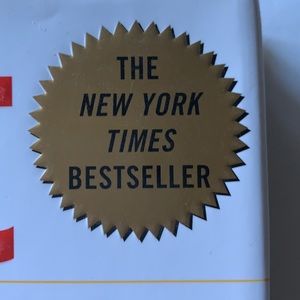 THE
NEW YORK
TIMES
BESTSELLER